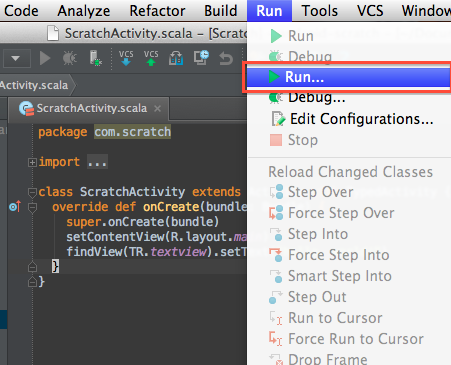 Code Analyze Refactor Build Run Tools VCS Window
ScratchActivity.scala – [Scratch
VCS VCS
ScratchActivity
ScratchActivity.scala
package com.scratch
import ...
class ScratchActivity extends
override def onCreate(bundle
super.onCreate(bundle)
setContentView(R.layout.ma
findView(TR.textview).setT
}
}
Run
Debug
Run...
Debug...
Edit Configurations...
Stop
Reload Changed Classes
Step Over
Force Step Over
Step Into
Force Step Into
Smart Step Into
Step Out
Run to Cursor
Force Run to Cursor
Drop Frame